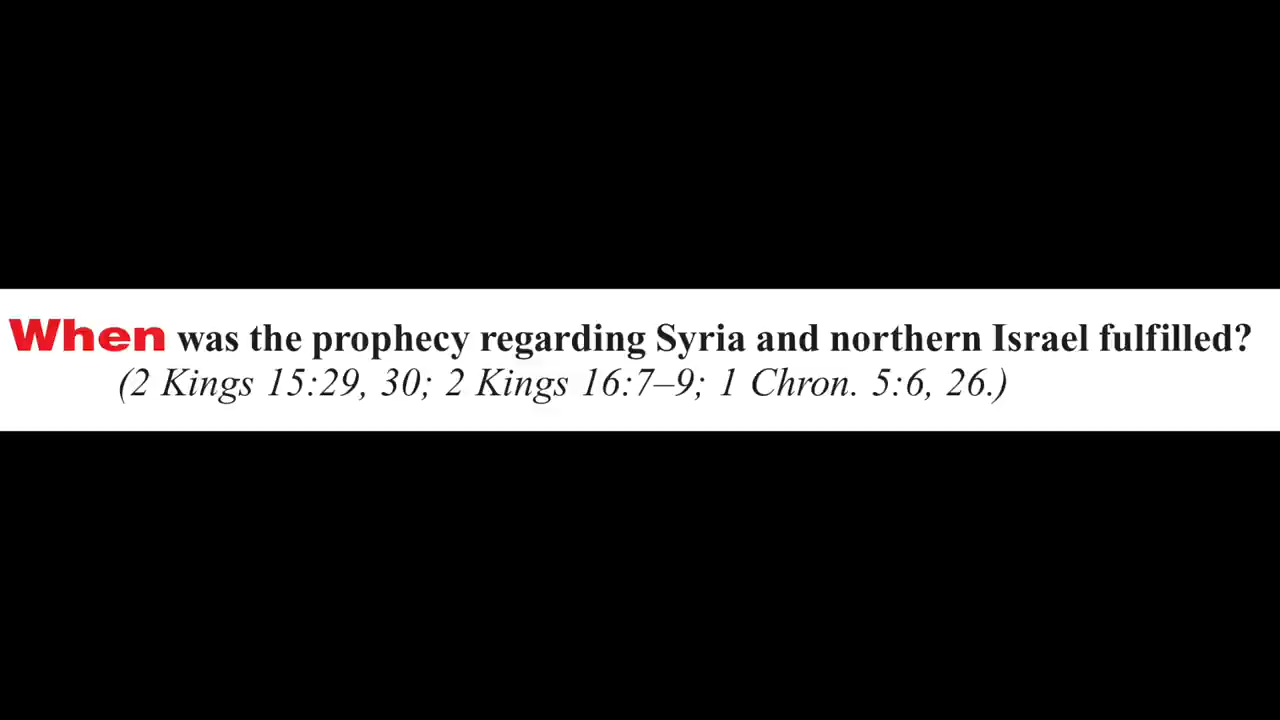 When was the prophecy regarding Syria and northern Israel fulfilled?
(2 Kings 15:29, 30; 2 Kings 16:7–9; 1 Chron. 5:6, 26.)